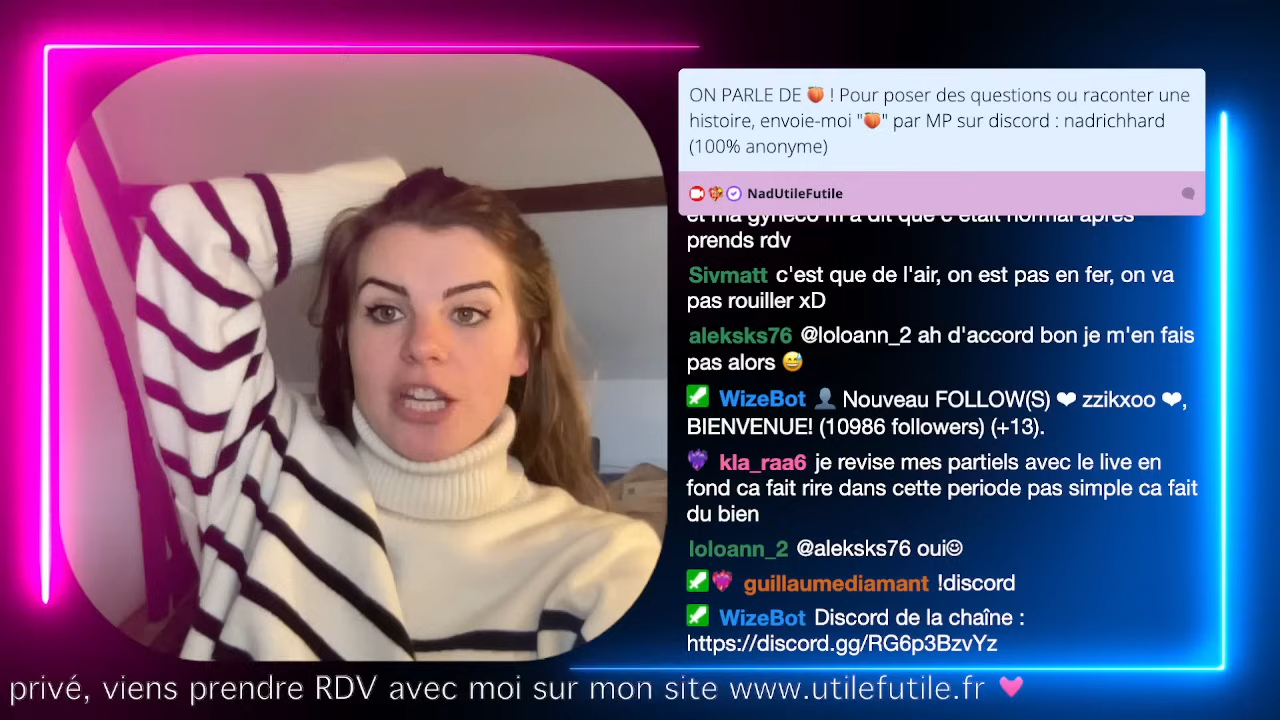 ON PARLE DE 🍑 ! Pour poser des questions ou raconter une
histoire, envoie-moi "🍑" par MP sur discord : nadrichhard
(100% anonyme)
NadUtileFutile
et ma gynéco m'a dit que c'était normal après
prends rdv
Sivmatt c'est que de l'air, on est pas en fer, on va
pas rouiller xD
aleksks76 @loloann_2 ah d'accord bon je m'en fais
pas alors 😅
WizeBot 👤 Nouveau FOLLOW(S) ❤ zzikxoo ❤,
BIENVENUE! (10986 followers) (+13).
kla_raa6 je revise mes partiels avec le live en
fond ca fait rire dans cette periode pas simple ca fait
du bien
loloann_2 @aleksks76 oui☺
guillaumediamant !discord
WizeBot Discord de la chaîne :
https://discord.gg/RG6p3BzvYz
privé, viens prendre RDV avec moi sur mon site www.utilefutile.fr 💗